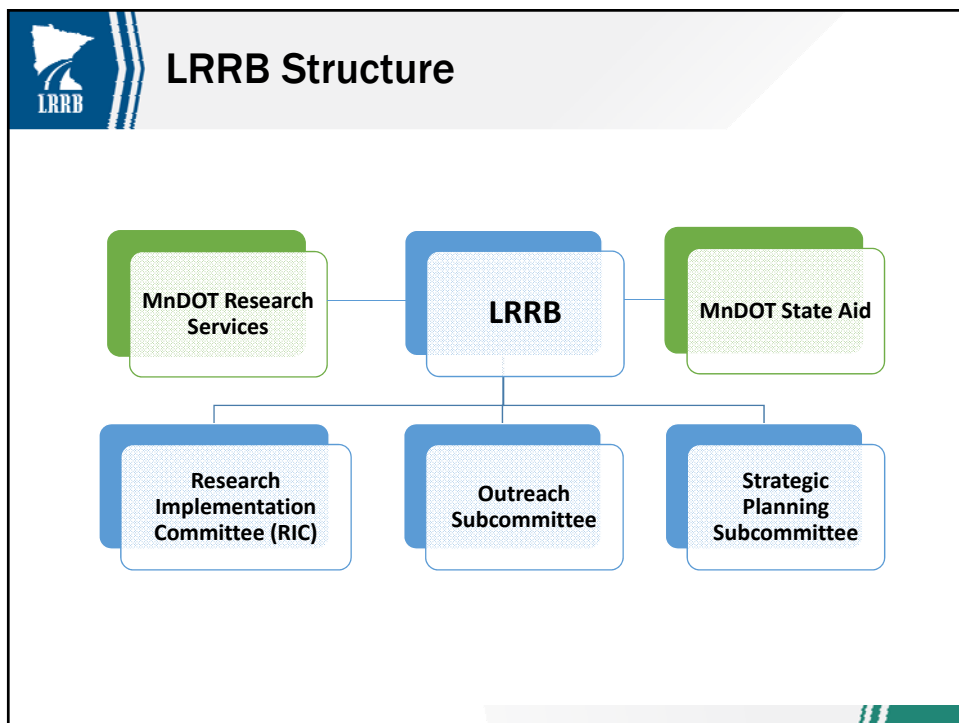 LRRB
LRRB Structure
MnDOT Research
Services
LRRB
MnDOT State Aid
Research
Implementation
Committee (RIC)
Outreach
Subcommittee
Strategic
Planning
Subcommittee